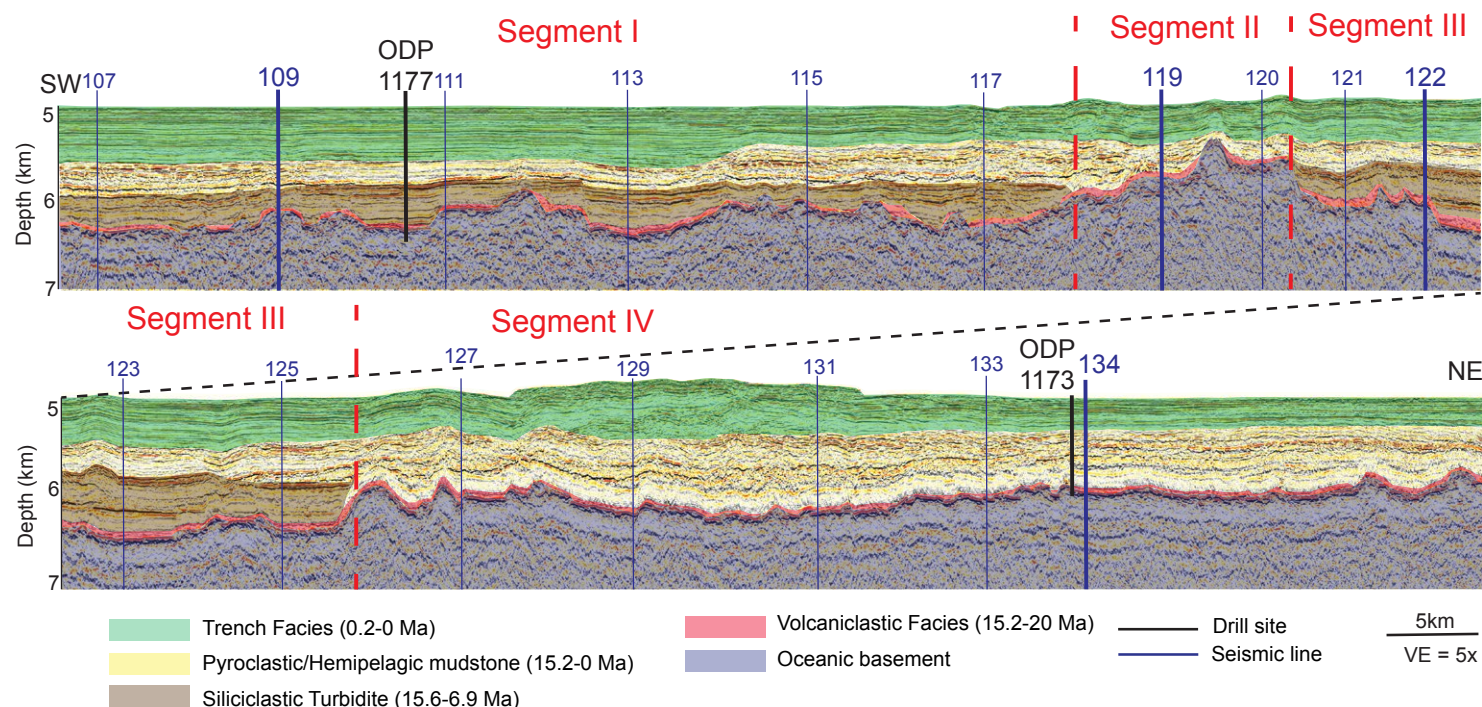 Segment I
Segment II
Segment III
ODP
1177
SW
107
109
111
113
115
117
119
120
121
122
5
6
7
Depth (km)
Segment III
Segment IV
ODP
1173
123
125
127
129
131
133
134
NE
5
6
7
Depth (km)
Trench Facies (0.2-0 Ma)
Pyroclastic/Hemipelagic mudstone (15.2-0 Ma)
Siliciclastic Turbidite (15.6-6.9 Ma)
Volcaniclastic Facies (15.2-20 Ma)
Oceanic basement
Drill site
Seismic line
5km
VE = 5x